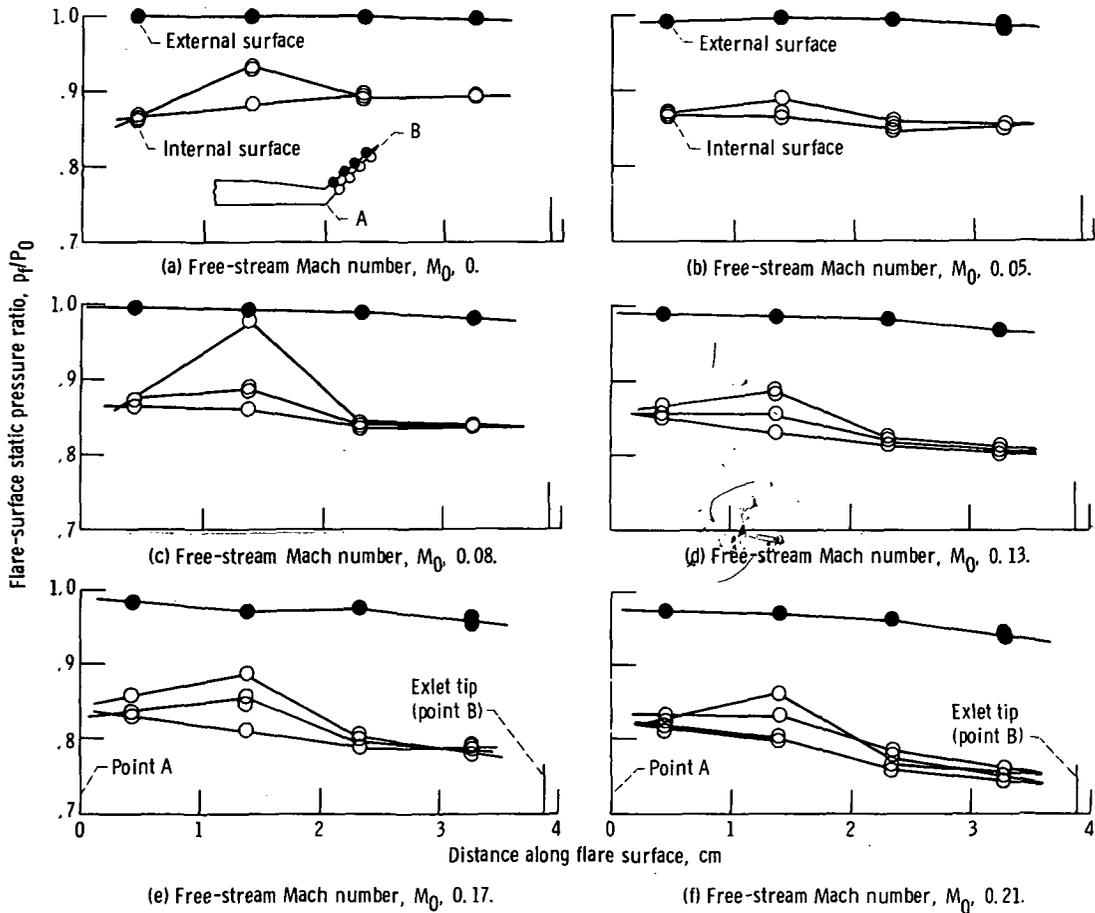 Flare-surface static pressure ratio, pf/P0
1.0
.9
.8
.7
External surface
Internal surface
B
A
(a) Free-stream Mach number, M0, 0.
External surface
Internal surface
(b) Free-stream Mach number, M0, 0.05.
1.0
.9
.8
.7
(c) Free-stream Mach number, M0, 0.08.
(d) Free-stream Mach number, M0, 0.13.
1.0
.9
.8
.7
Exlet tip
(point B)
Point A
0 1 2 3 4
Exlet tip
(point B)
Point A
0 1 2 3 4
Distance along flare surface, cm
(e) Free-stream Mach number, M0, 0.17.
(f) Free-stream Mach number, M0, 0.21.